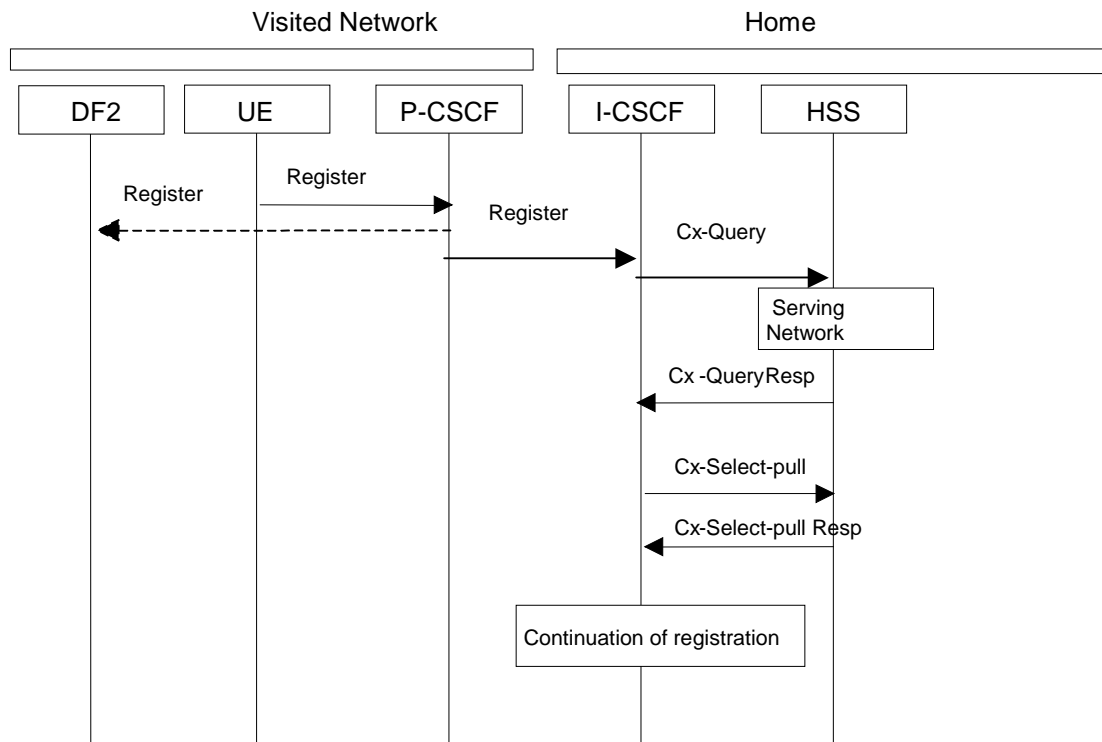 Visited Network
Home
DF2
UE
P-CSCF
I-CSCF
HSS
Register
Register
Register
Cx-Query
Serving
Network
Cx -QueryResp
Cx-Select-pull
Cx-Select-pull Resp
Continuation of registration